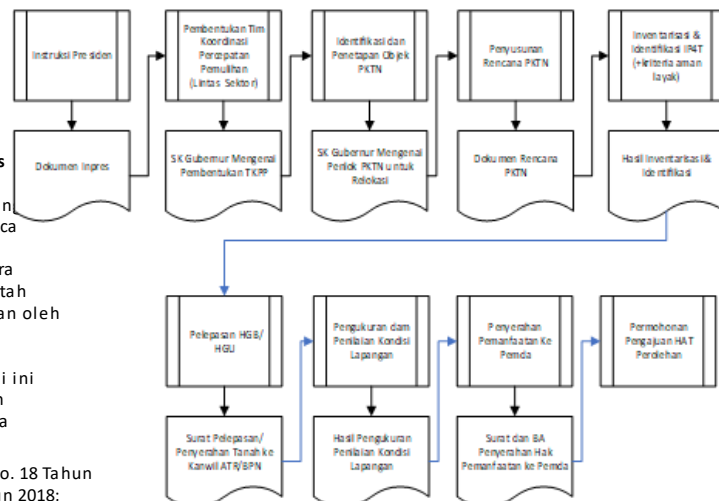 Instruksi Presiden
Pembentukan Tim
Koordinasi
Percepatan
Pemulihan
(Lintas Sektor)
Identifikasi dan
Penetapan Objek
PKTN
Penyusunan
Rencana PKTN
Inventarisasi &
Identifikasi IP4T
(+kriteria aman
layak)
Dokumen Inpres
SK Gubernur Mengenai
Pembentukan TKPP
SK Gubernur Mengenai
Penlok PKTN untuk
Relokasi
Dokumen Rencana
PKTN
Hasil Inventarisasi &
Identifikasi
s
n
ca
ra
tah
an oleh
i ini
n
a
o. 18 Tahun
un 2018:
Pelepasan HGB/
HGU
Pengukuran dam
Penilaian Kondisi
Lapangan
Penyerahan
Pemanfaatan Ke
Pemda
Permohonan
Pengajuan HAT
Perolehan
Surat Pelepasan/
Penyerahan Tanah ke
Kanwil ATR/BPN
Hasil Pengukuran
Penilaian Kondisi
Lapangan
Surat dan BA
Penyerahan Hak
Pemanfaatan ke Pemda